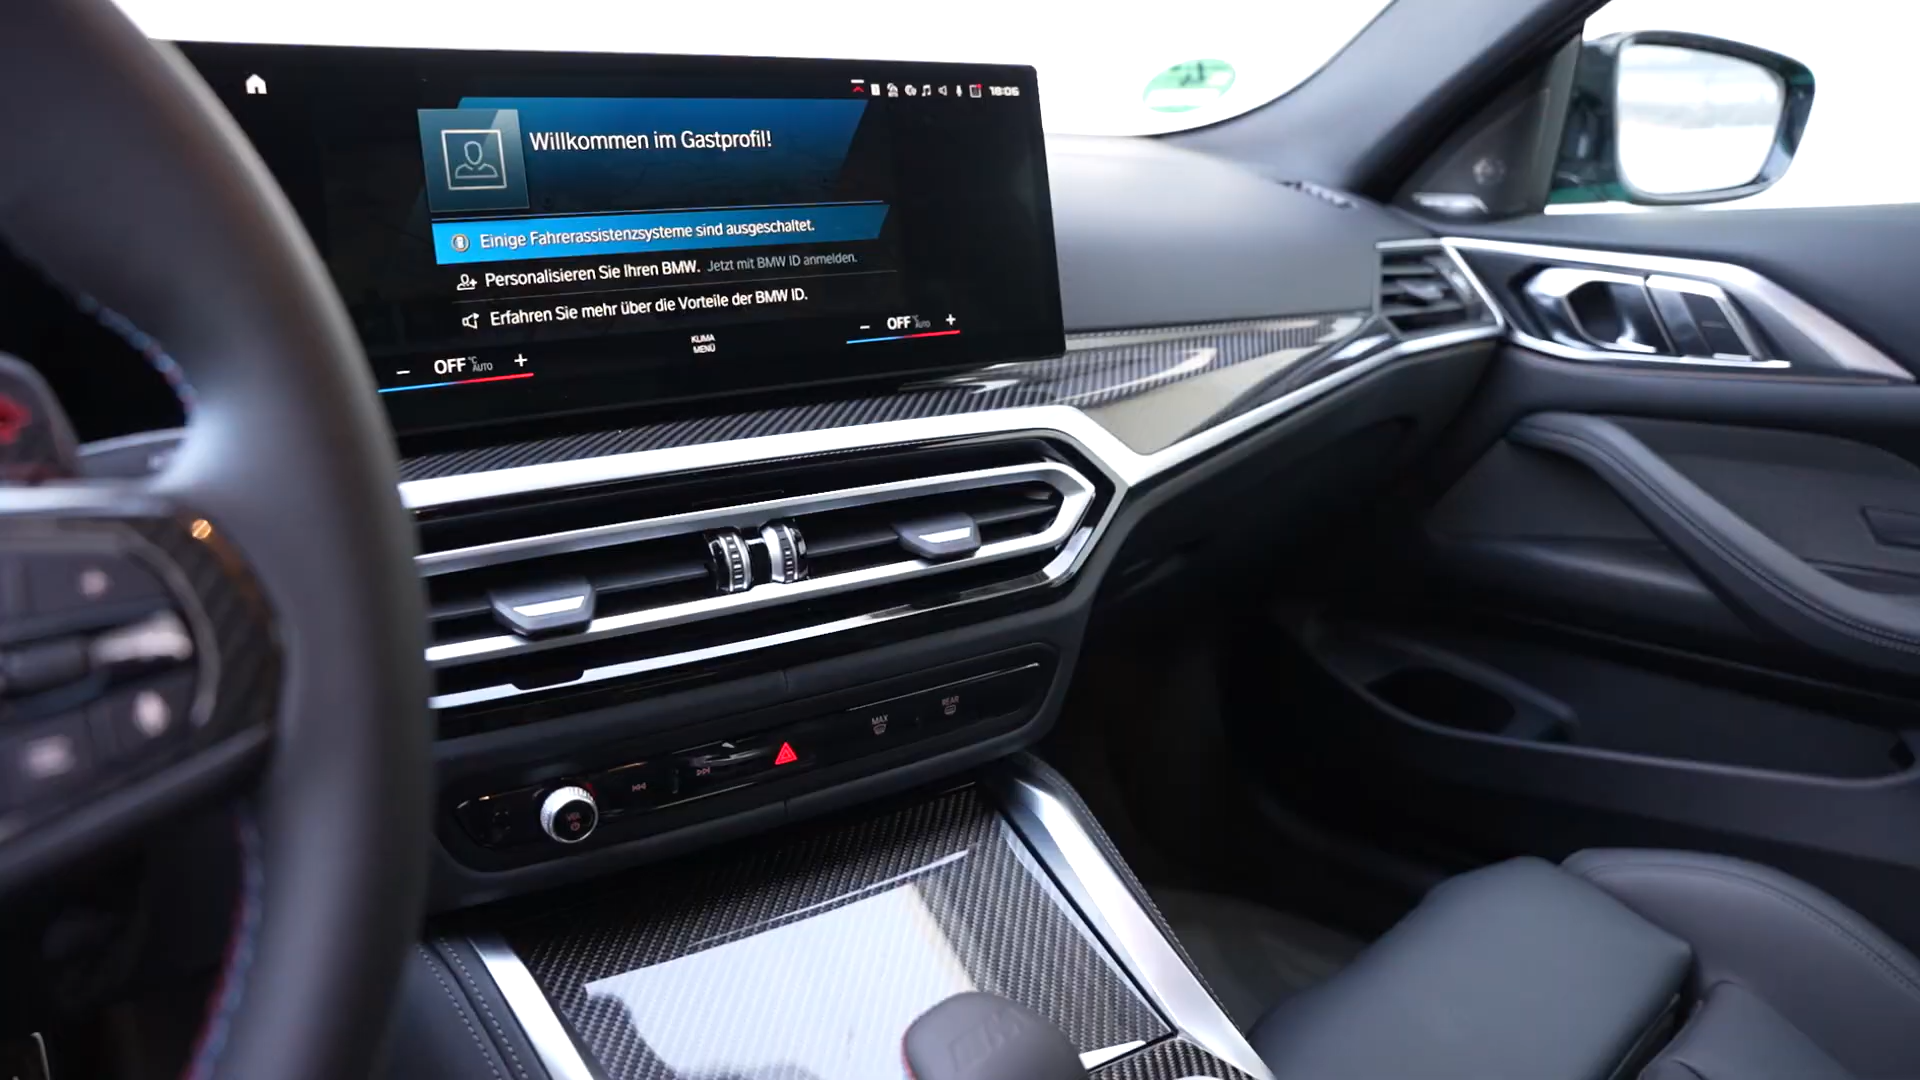 18:06
Willkommen im Gastprofil!
Einige Fahrerassistenzsysteme sind ausgeschaltet.
Personalisieren Sie Ihren BMW. Jetzt mit BMW ID anmelden.
Erfahren Sie mehr über die Vorteile der BMW ID.
OFF °C AUTO
KLIMA
MENÜ
OFF °C AUTO
MAX
REAR
VOL